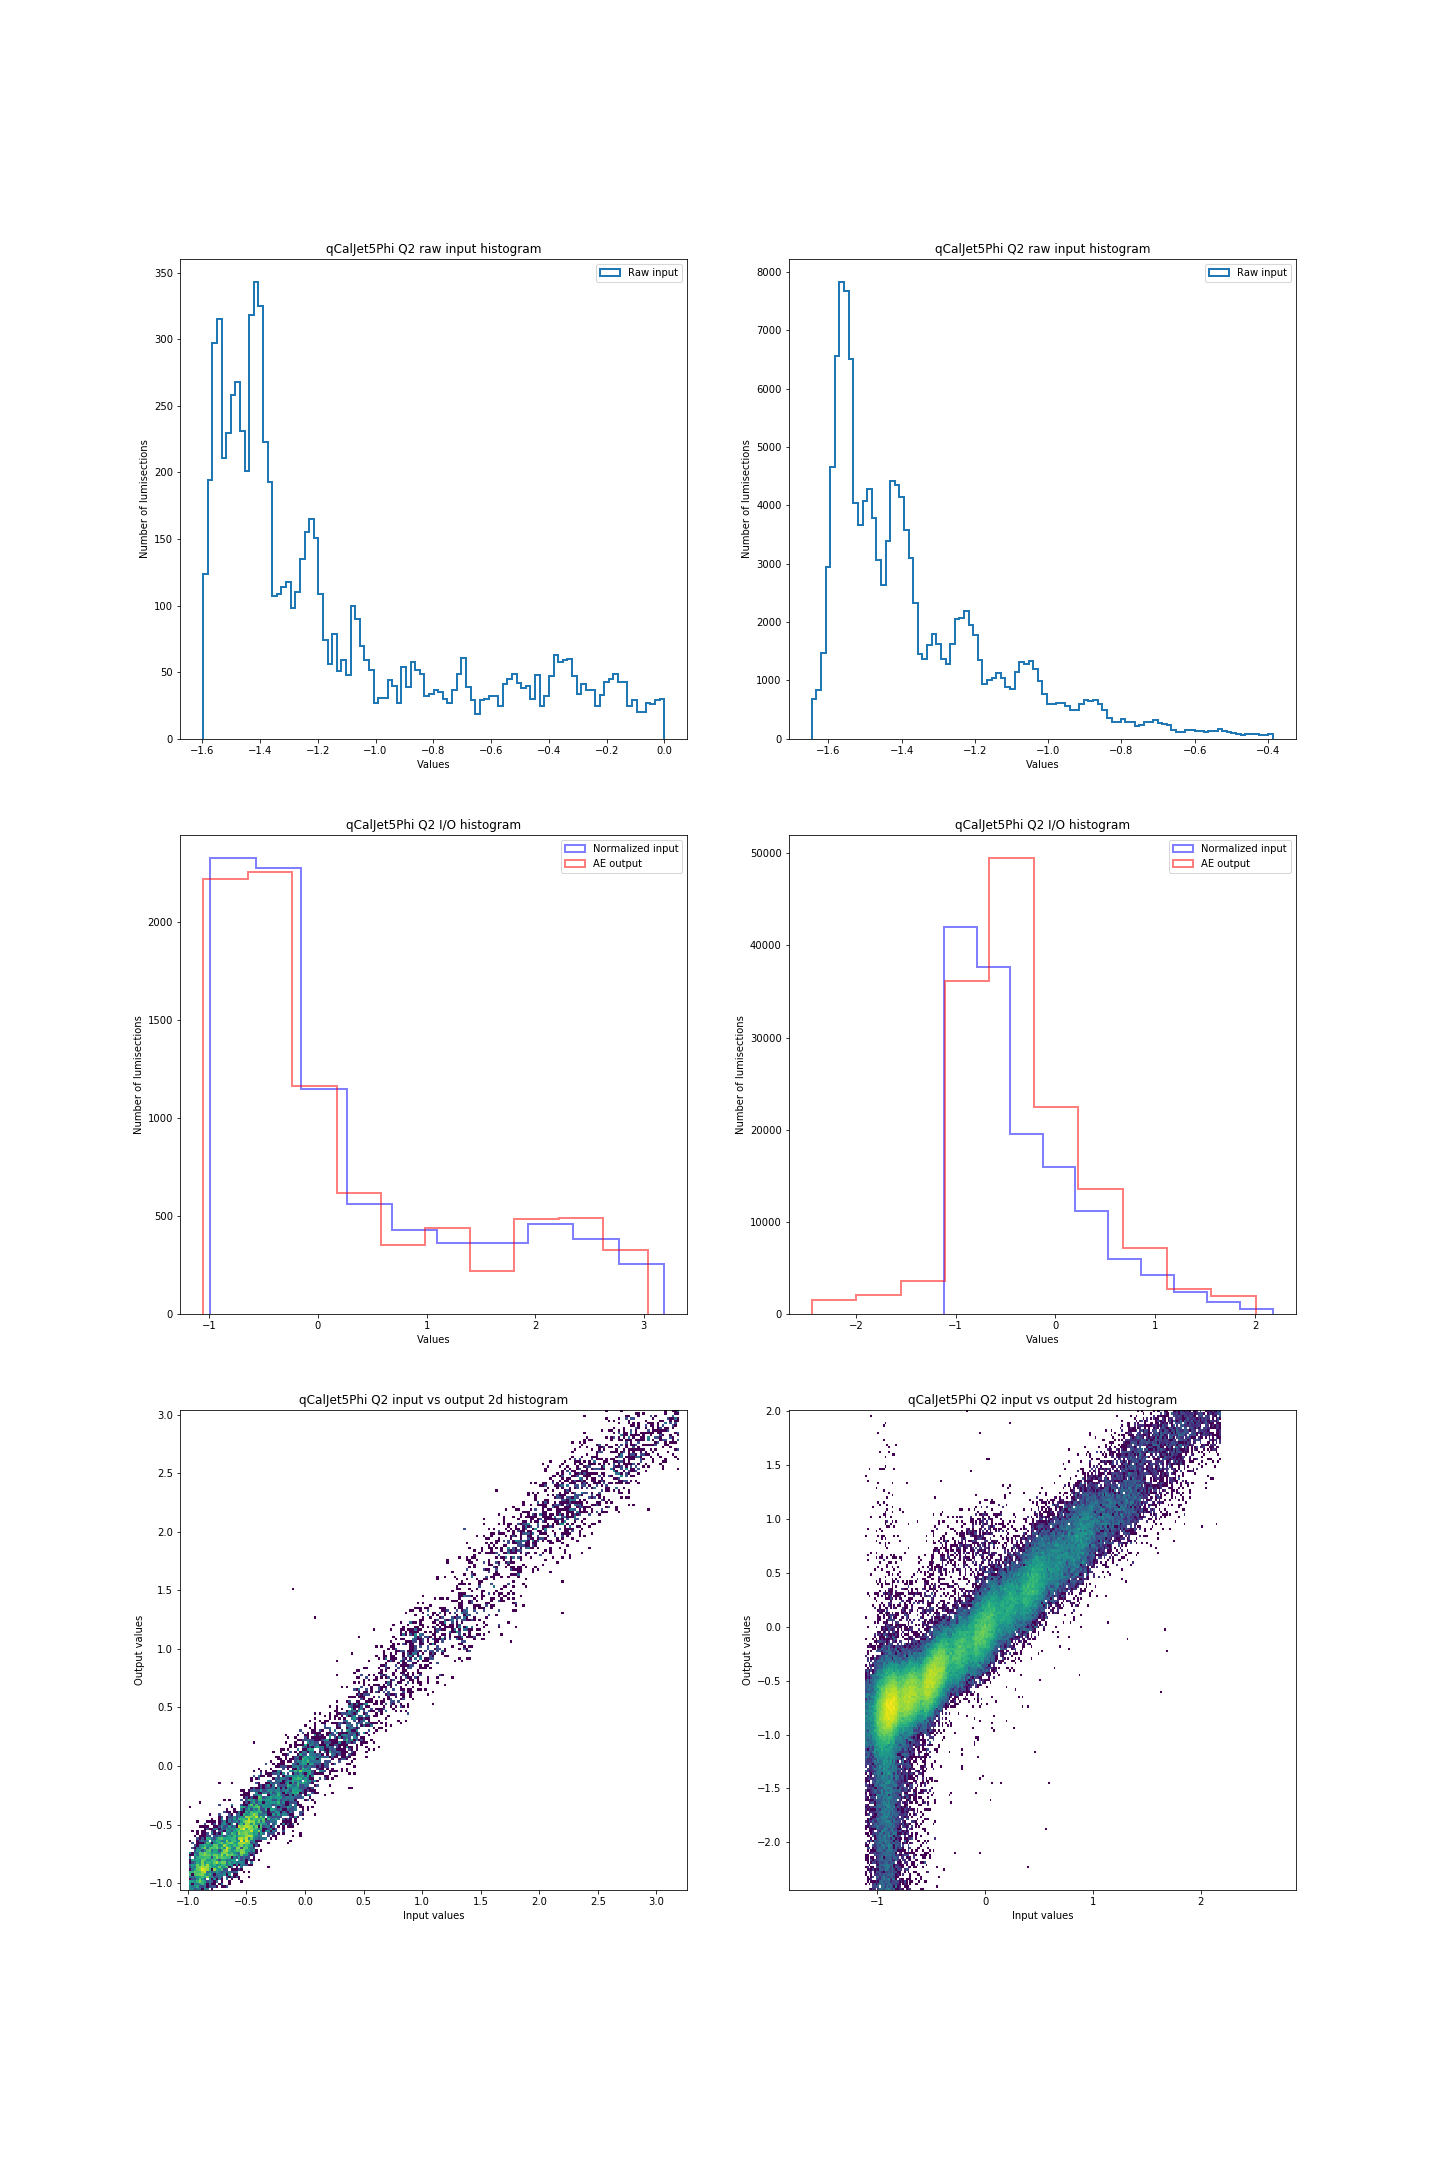 qCalJet5Phi Q2 raw input histogram
Raw input
350
300
250
200
150
100
50
0
Number of lumisections
−1.6 −1.4 −1.2 −1.0 −0.8 −0.6 −0.4 −0.2 0.0
Values
qCalJet5Phi Q2 raw input histogram
Raw input
8000
7000
6000
5000
4000
3000
2000
1000
0
Number of lumisections
−1.6 −1.4 −1.2 −1.0 −0.8 −0.6 −0.4
Values
qCalJet5Phi Q2 I/O histogram
Normalized input
AE output
2000
1500
1000
500
0
Number of lumisections
−1 0 1 2 3
Values
qCalJet5Phi Q2 I/O histogram
Normalized input
AE output
50000
40000
30000
20000
10000
0
Number of lumisections
−2 −1 0 1 2
Values
qCalJet5Phi Q2 input vs output 2d histogram
3.0
2.5
2.0
1.5
1.0
0.5
0.0
−0.5
−1.0
Output values
−1.0 −0.5 0.0 0.5 1.0 1.5 2.0 2.5 3.0
Input values
qCalJet5Phi Q2 input vs output 2d histogram
2.0
1.5
1.0
0.5
0.0
−0.5
−1.0
−1.5
−2.0
Output values
−1 0 1 2
Input values